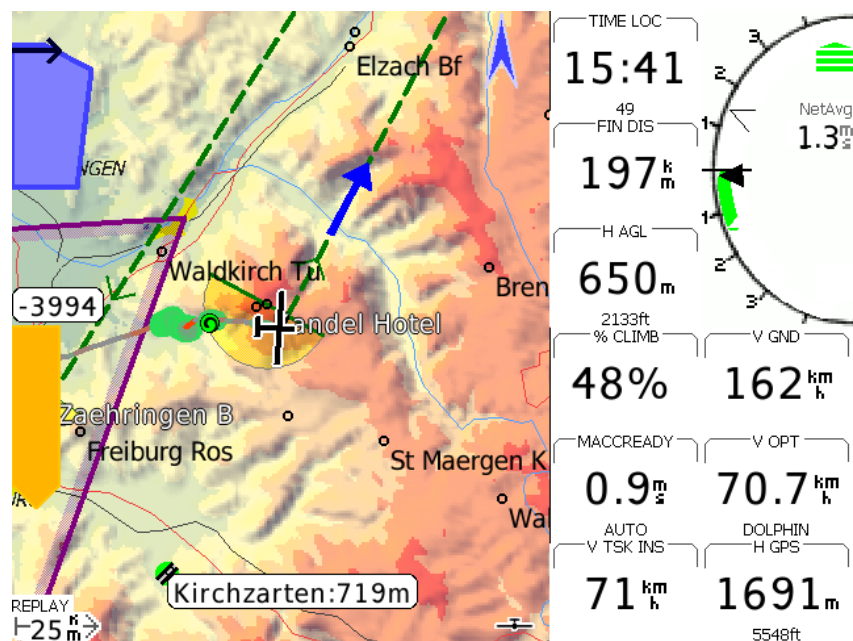 Elzach Bf
NGEN
Waldkirch Tu
Bren
-3994
andel Hotel
Zaehringen B
Freiburg Ros
St Maergen K
Wal
Kirchzarten:719m
REPLAY
25 km
TIME LOC
15:41
49
FIN DIS
197 km
H AGL
650 m
2133ft
% CLIMB
48%
V GND
162 km/h
MACCREADY
0.9 m/s
AUTO
V OPT
70.7 km/h
DOLPHIN
V TSK INS
71 km/h
H GPS
1691 m
5548ft
3
2
1
1
2
3
NetAvg
1.3 m/s